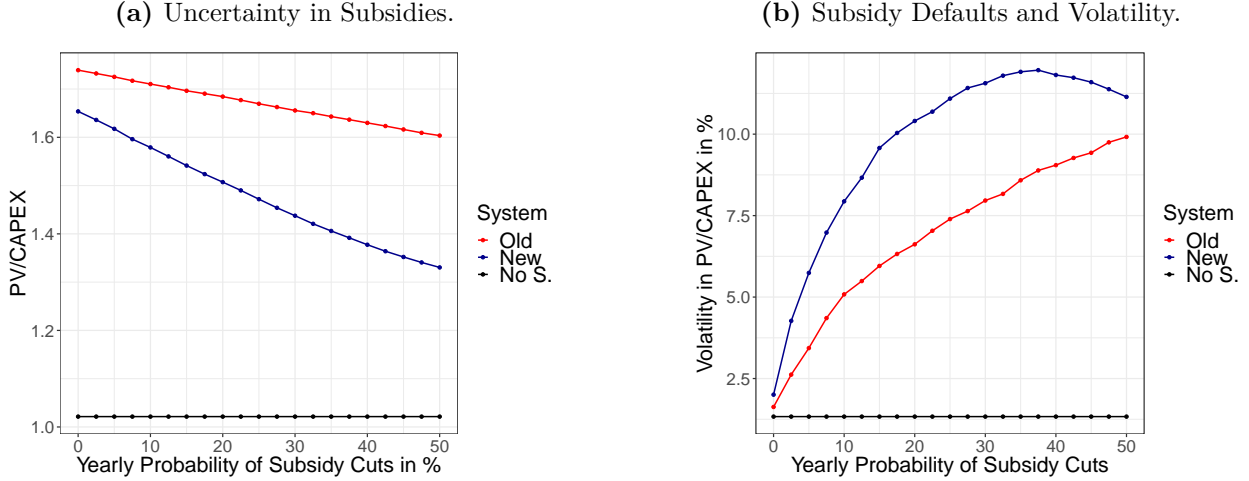 (a) Uncertainty in Subsidies.
PV/CAPEX
1.6
1.4
1.2
1.0
0 10 20 30 40 50
Yearly Probability of Subsidy Cuts in %
System
Old
New
No S.
(b) Subsidy Defaults and Volatility.
Volatility in PV/CAPEX in %
10.0
7.5
5.0
2.5
0 10 20 30 40 50
Yearly Probability of Subsidy Cuts
System
Old
New
No S.